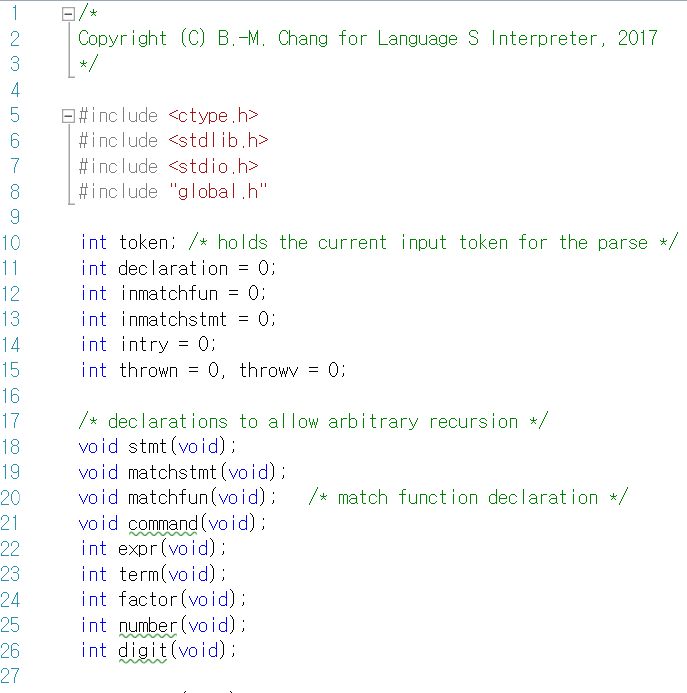 1 /*
2 Copyright (C) B.-M. Chang for Language S Interpreter, 2017
3 */
4
5 #include <ctype.h>
6 #include <stdlib.h>
7 #include <stdio.h>
8 #include "global.h"
9
10 int token; /* holds the current input token for the parse */
11 int declaration = 0;
12 int inmatchfun = 0;
13 int inmatchstmt = 0;
14 int intry = 0;
15 int thrown = 0, throwv = 0;
16
17 /* declarations to allow arbitrary recursion */
18 void stmt(void);
19 void matchstmt(void);
20 void matchfun(void); /* match function declaration */
21 void command(void);
22 int expr(void);
23 int term(void);
24 int factor(void);
25 int number(void);
26 int digit(void);
27